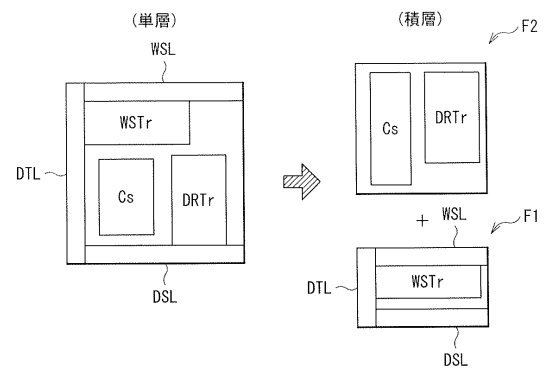 (単層)
WSL
WSTr
DTL
Cs
DRTr
DSL
(積層)
F2
Cs
DRTr
+
WSL
F1
DTL
WSTr
DSL